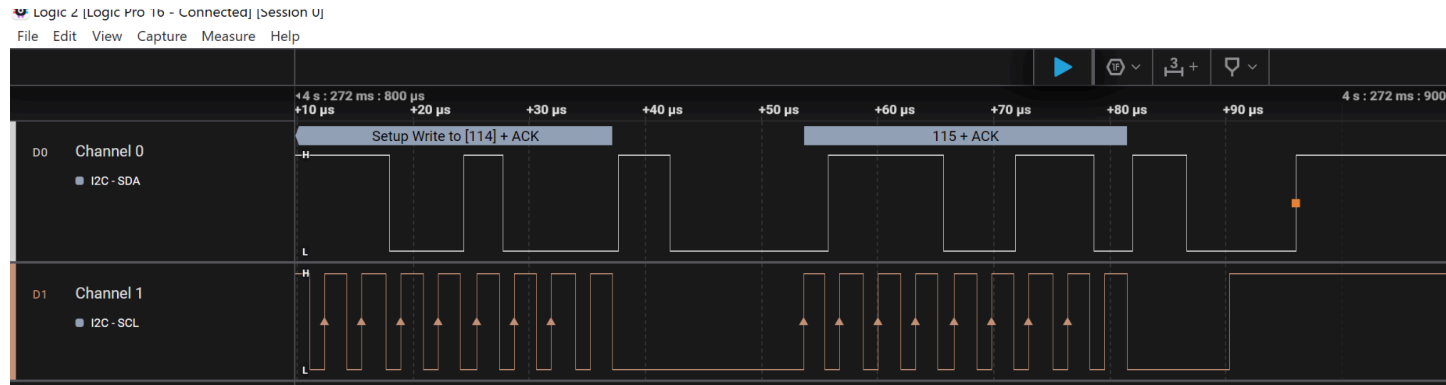 Logic 2 [Logic Pro 16 - Connected] [Session 0]
File Edit View Capture Measure Help
3 +
4 s : 272 ms : 800 µs
4 s : 272 ms : 900
+10 µs +20 µs +30 µs +40 µs +50 µs +60 µs +70 µs +80 µs +90 µs
Setup Write to [114] + ACK
115 + ACK
D0 Channel 0
H
I2C - SDA
L
H
D1 Channel 1
I2C - SCL
L